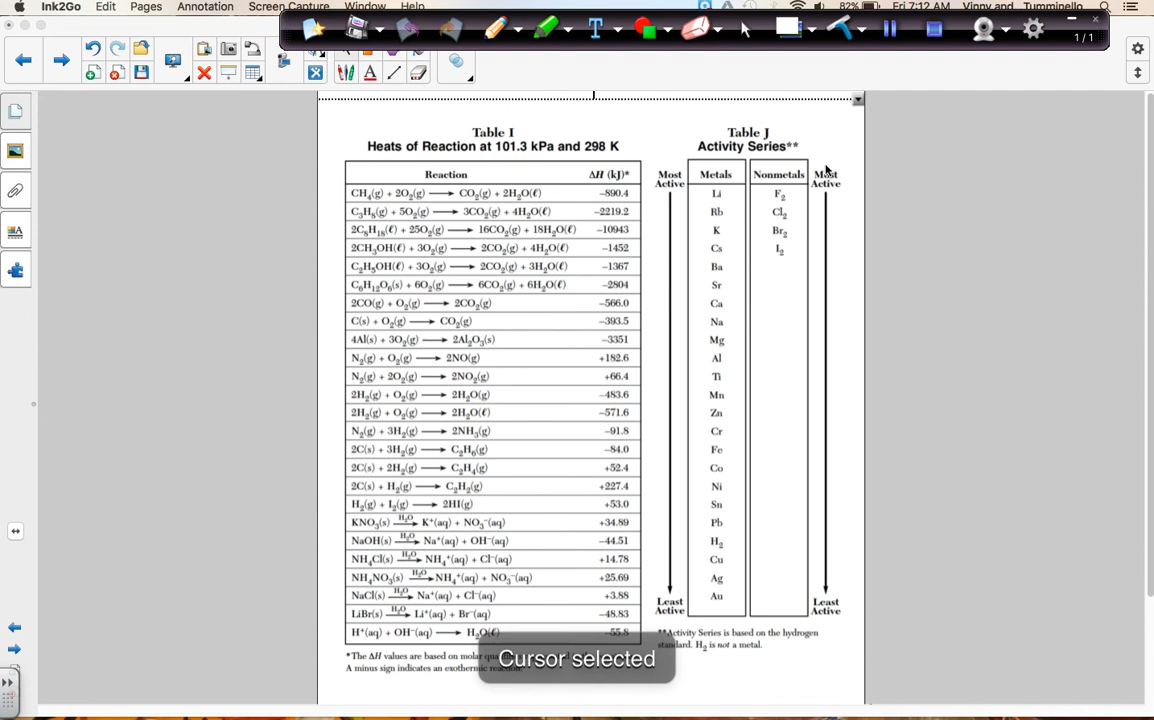 Ink2Go Edit Pages Annotation Screen Capture Window Help
82% Fri 7:12 AM Vinny and Tumminello
1 / 1
Table I
Heats of Reaction at 101.3 kPa and 298 K
Reaction ΔH (kJ)*
CH₄(g) + 2O₂(g) ⟶ CO₂(g) + 2H₂O(ℓ) –890.4
C₃H₈(g) + 5O₂(g) ⟶ 3CO₂(g) + 4H₂O(ℓ) –2219.2
2C₈H₁₈(ℓ) + 25O₂(g) ⟶ 16CO₂(g) + 18H₂O(ℓ) –10943
2CH₃OH(ℓ) + 3O₂(g) ⟶ 2CO₂(g) + 4H₂O(ℓ) –1452
C₂H₅OH(ℓ) + 3O₂(g) ⟶ 2CO₂(g) + 3H₂O(ℓ) –1367
C₆H₁₂O₆(s) + 6O₂(g) ⟶ 6CO₂(g) + 6H₂O(ℓ) –2804
2CO(g) + O₂(g) ⟶ 2CO₂(g) –566.0
C(s) + O₂(g) ⟶ CO₂(g) –393.5
4Al(s) + 3O₂(g) ⟶ 2Al₂O₃(s) –3351
N₂(g) + O₂(g) ⟶ 2NO(g) +182.6
N₂(g) + 2O₂(g) ⟶ 2NO₂(g) +66.4
2H₂(g) + O₂(g) ⟶ 2H₂O(g) –483.6
2H₂(g) + O₂(g) ⟶ 2H₂O(ℓ) –571.6
N₂(g) + 3H₂(g) ⟶ 2NH₃(g) –91.8
2C(s) + 3H₂(g) ⟶ C₂H₆(g) –84.0
2C(s) + 2H₂(g) ⟶ C₂H₄(g) +52.4
2C(s) + H₂(g) ⟶ C₂H₂(g) +227.4
H₂(g) + I₂(g) ⟶ 2HI(g) +53.0
KNO₃(s) H₂O⟶ K⁺(aq) + NO₃⁻(aq) +34.89
NaOH(s) H₂O⟶ Na⁺(aq) + OH⁻(aq) –44.51
NH₄Cl(s) H₂O⟶ NH₄⁺(aq) + Cl⁻(aq) +14.78
NH₄NO₃(s) H₂O⟶ NH₄⁺(aq) + NO₃⁻(aq) +25.69
NaCl(s) H₂O⟶ Na⁺(aq) + Cl⁻(aq) +3.88
LiBr(s) H₂O⟶ Li⁺(aq) + Br⁻(aq) –48.83
H⁺(aq) + OH⁻(aq) ⟶ H₂O(ℓ) –55.8
*The ΔH values are based on molar
A minus sign indicates an exothermic
Table J
Activity Series**
Most
Active
Metals Nonmetals
Most
Active
Li F₂
Rb Cl₂
K Br₂
Cs I₂
Ba
Sr
Ca
Na
Mg
Al
Ti
Mn
Zn
Cr
Fe
Co
Ni
Sn
Pb
H₂
Cu
Ag
Au
Least
Active
Least
Active
**Activity Series is based on the hydrogen
standard. H₂ is not a metal.
Cursor selected